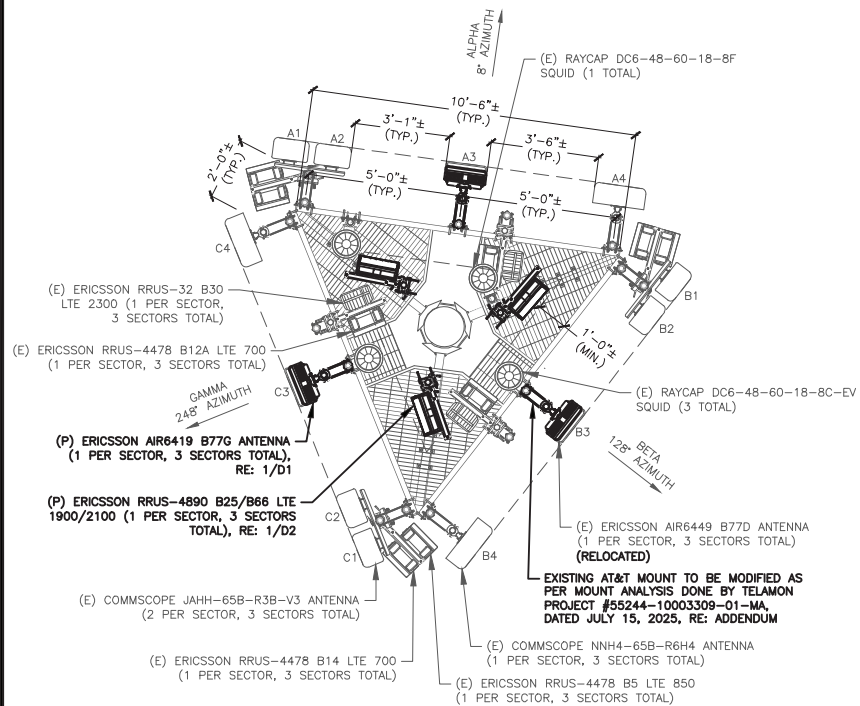 ALPHA
8° AZIMUTH
(E) RAYCAP DC6-48-60-18-8F
SQUID (1 TOTAL)
10'-6"±
(TYP.)
3'-1"±
(TYP.)
3'-6"±
(TYP.)
A1
A2
A3
A4
2'-0"±
(TYP.)
5'-0"±
(TYP.)
5'-0"±
(TYP.)
C4
B1
B2
(E) ERICSSON RRUS-32 B30
LTE 2300 (1 PER SECTOR,
3 SECTORS TOTAL)
1'-0"±
(MIN.)
(E) ERICSSON RRUS-4478 B12A LTE 700
(1 PER SECTOR, 3 SECTORS TOTAL)
GAMMA
248° AZIMUTH
C3
(E) RAYCAP DC6-48-60-18-8C-EV
SQUID (3 TOTAL)
B3
BETA
128° AZIMUTH
(P) ERICSSON AIR6419 B77G ANTENNA
(1 PER SECTOR, 3 SECTORS TOTAL),
RE: 1/D1
(P) ERICSSON RRUS-4890 B25/B66 LTE
1900/2100 (1 PER SECTOR, 3 SECTORS
TOTAL), RE: 1/D2
C2
C1
B4
(E) ERICSSON AIR6449 B77D ANTENNA
(1 PER SECTOR, 3 SECTORS TOTAL)
(RELOCATED)
EXISTING AT&T MOUNT TO BE MODIFIED AS
PER MOUNT ANALYSIS DONE BY TELAMON
PROJECT #55244-10003309-01-MA,
DATED JULY 15, 2025, RE: ADDENDUM
(E) COMMSCOPE JAHH-65B-R3B-V3 ANTENNA
(2 PER SECTOR, 3 SECTORS TOTAL)
(E) COMMSCOPE NNH4-65B-R6H4 ANTENNA
(1 PER SECTOR, 3 SECTORS TOTAL)
(E) ERICSSON RRUS-4478 B14 LTE 700
(1 PER SECTOR, 3 SECTORS TOTAL)
(E) ERICSSON RRUS-4478 B5 LTE 850
(1 PER SECTOR, 3 SECTORS TOTAL)